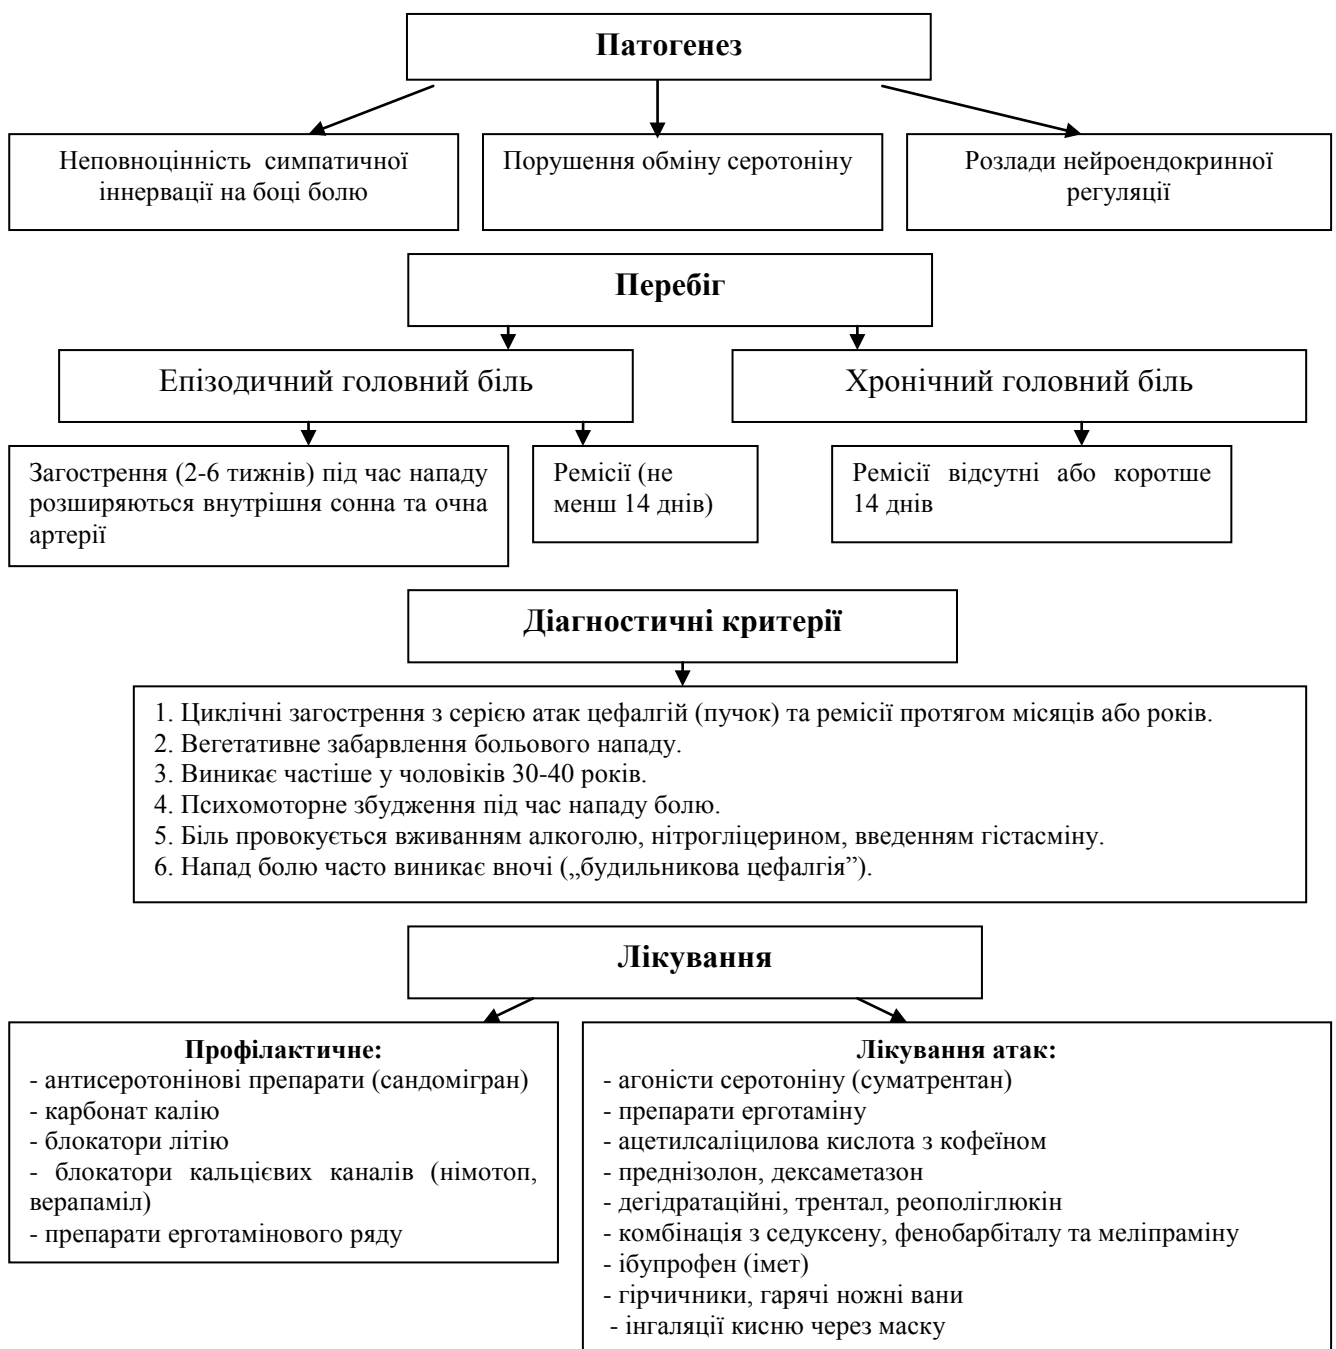 Патогенез
Неповноцінність симпатичної
іннервації на боці болю
Порушення обміну серотоніну
Розлади нейроендокринної
регуляції
Перебіг
Епізодичний головний біль
Хронічний головний біль
Загострення (2-6 тижнів) під час нападу
розширяються внутрішня сонна та очна
артерії
Ремісії (не
менш 14 днів)
Ремісії відсутні або коротше
14 днів
Діагностичні критерії
1. Циклічні загострення з серією атак цефалгій (пучок) та ремісії протягом місяців або років.
2. Вегетативне забарвлення больового нападу.
3. Виникає частіше у чоловіків 30-40 років.
4. Психомоторне збудження під час нападу болю.
5. Біль провокується вживанням алкоголю, нітрогліцерином, введенням гістасміну.
6. Напад болю часто виникає вночі („будильникова цефалгія”).
Лікування
Профілактичне:
- антисеротонінові препарати (сандомігран)
- карбонат калію
- блокатори літію
- блокатори кальцієвих каналів (німотоп,
верапаміл)
- препарати ерготамінового ряду
Лікування атак:
- агоністи серотоніну (суматрентан)
- препарати ерготаміну
- ацетилсаліцилова кислота з кофеїном
- преднізолон, дексаметазон
- дегідратаційні, трентал, реополіглюкін
- комбінація з седуксену, фенобарбіталу та меліпраміну
- ібупрофен (імет)
- гірчичники, гарячі ножні вани
- інгаляції кисню через маску